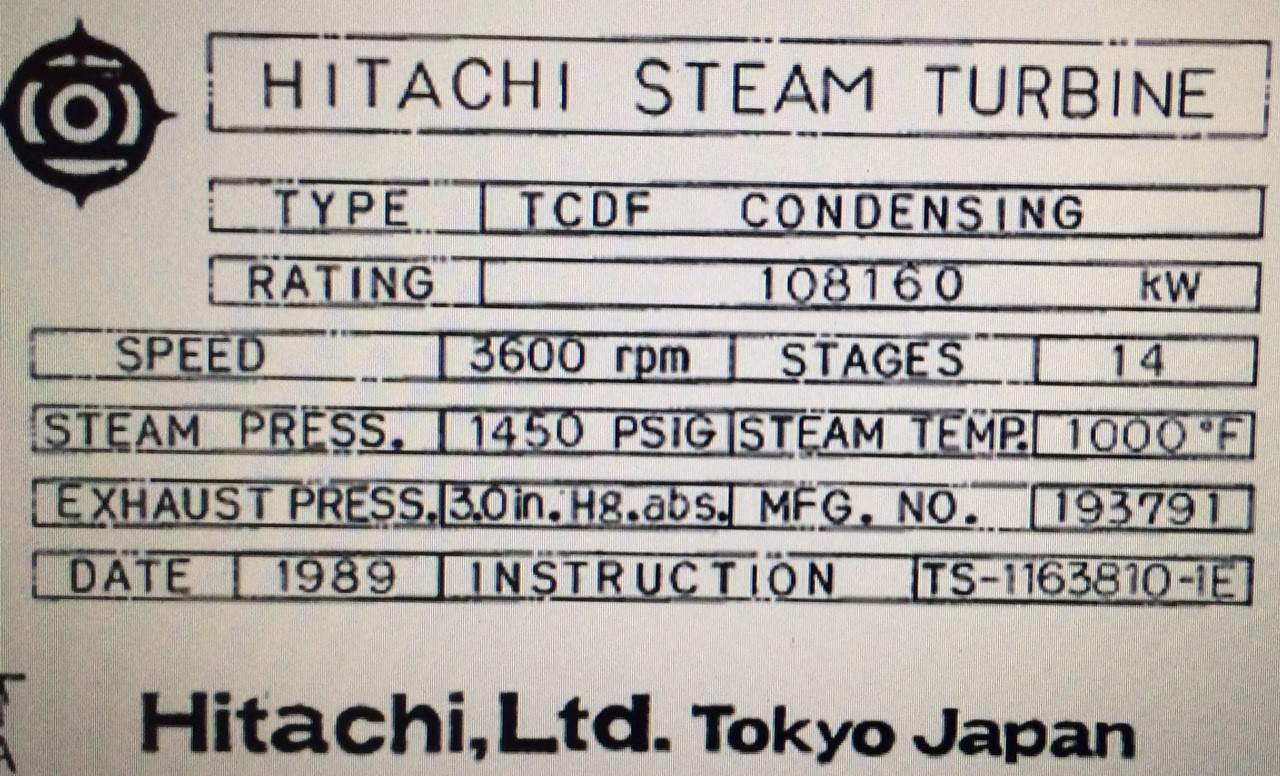 HITACHI STEAM TURBINE
TYPE TCDF CONDENSING
RATING 108160 kW
SPEED 3600 rpm STAGES 14
STEAM PRESS. 1450 PSIG STEAM TEMP. 1000°F
EXHAUST PRESS. 3.0in.Hg.abs. MFG. NO. 193791
DATE 1989 INSTRUCTION TS-1163810-1E
Hitachi,Ltd. Tokyo Japan